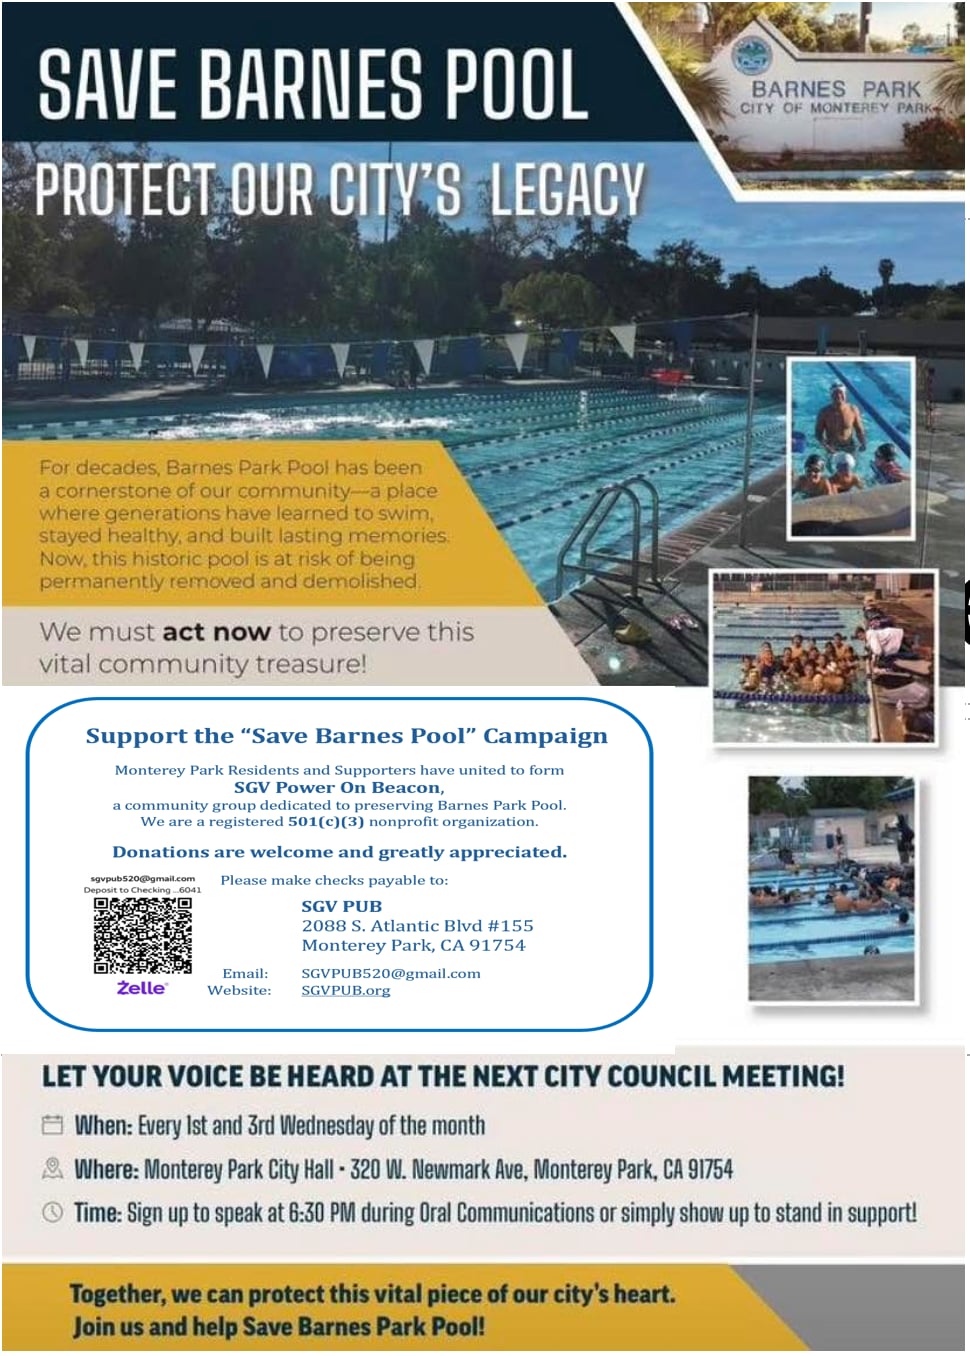 SAVE BARNES POOL
PROTECT OUR CITY'S LEGACY
BARNES PARK
CITY OF MONTEREY PARK
For decades, Barnes Park Pool has been
a cornerstone of our community—a place
where generations have learned to swim,
stayed healthy, and built lasting memories.
Now, this historic pool is at risk of being
permanently removed and demolished.
We must act now to preserve this
vital community treasure!
Support the “Save Barnes Pool” Campaign
Monterey Park Residents and Supporters have united to form
SGV Power On Beacon,
a community group dedicated to preserving Barnes Park Pool.
We are a registered 501(c)(3) nonprofit organization.
Donations are welcome and greatly appreciated.
sgvpub520@gmail.com
Deposit to Checking ...6041
Zelle®
Please make checks payable to:
SGV PUB
2088 S. Atlantic Blvd #155
Monterey Park, CA 91754
Email: SGVPUB520@gmail.com
Website: SGVPUB.org
LET YOUR VOICE BE HEARD AT THE NEXT CITY COUNCIL MEETING!
When: Every 1st and 3rd Wednesday of the month
Where: Monterey Park City Hall • 320 W. Newmark Ave, Monterey Park, CA 91754
Time: Sign up to speak at 6:30 PM during Oral Communications or simply show up to stand in support!
Together, we can protect this vital piece of our city's heart.
Join us and help Save Barnes Park Pool!